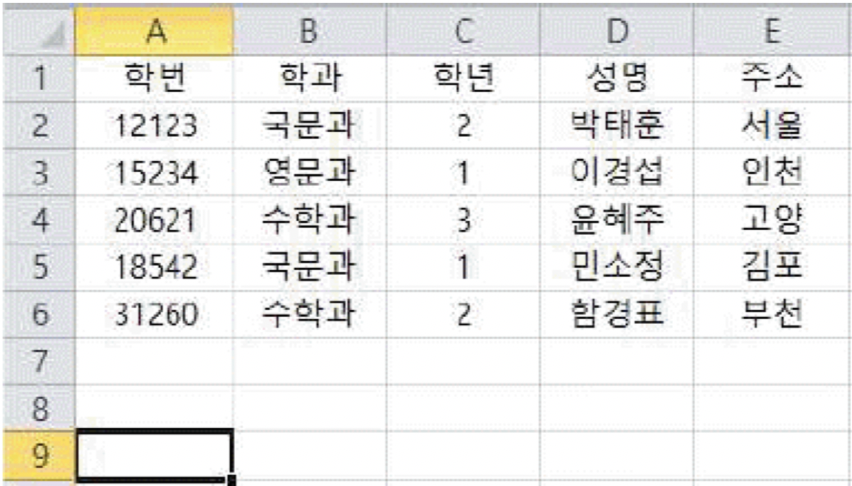 A B C D E
1 학번 학과 학년 성명 주소
2 12123 국문과 2 박태훈 서울
3 15234 영문과 1 이경섭 인천
4 20621 수학과 3 윤혜주 고양
5 18542 국문과 1 민소정 김포
6 31260 수학과 2 함경표 부천
7
8
9